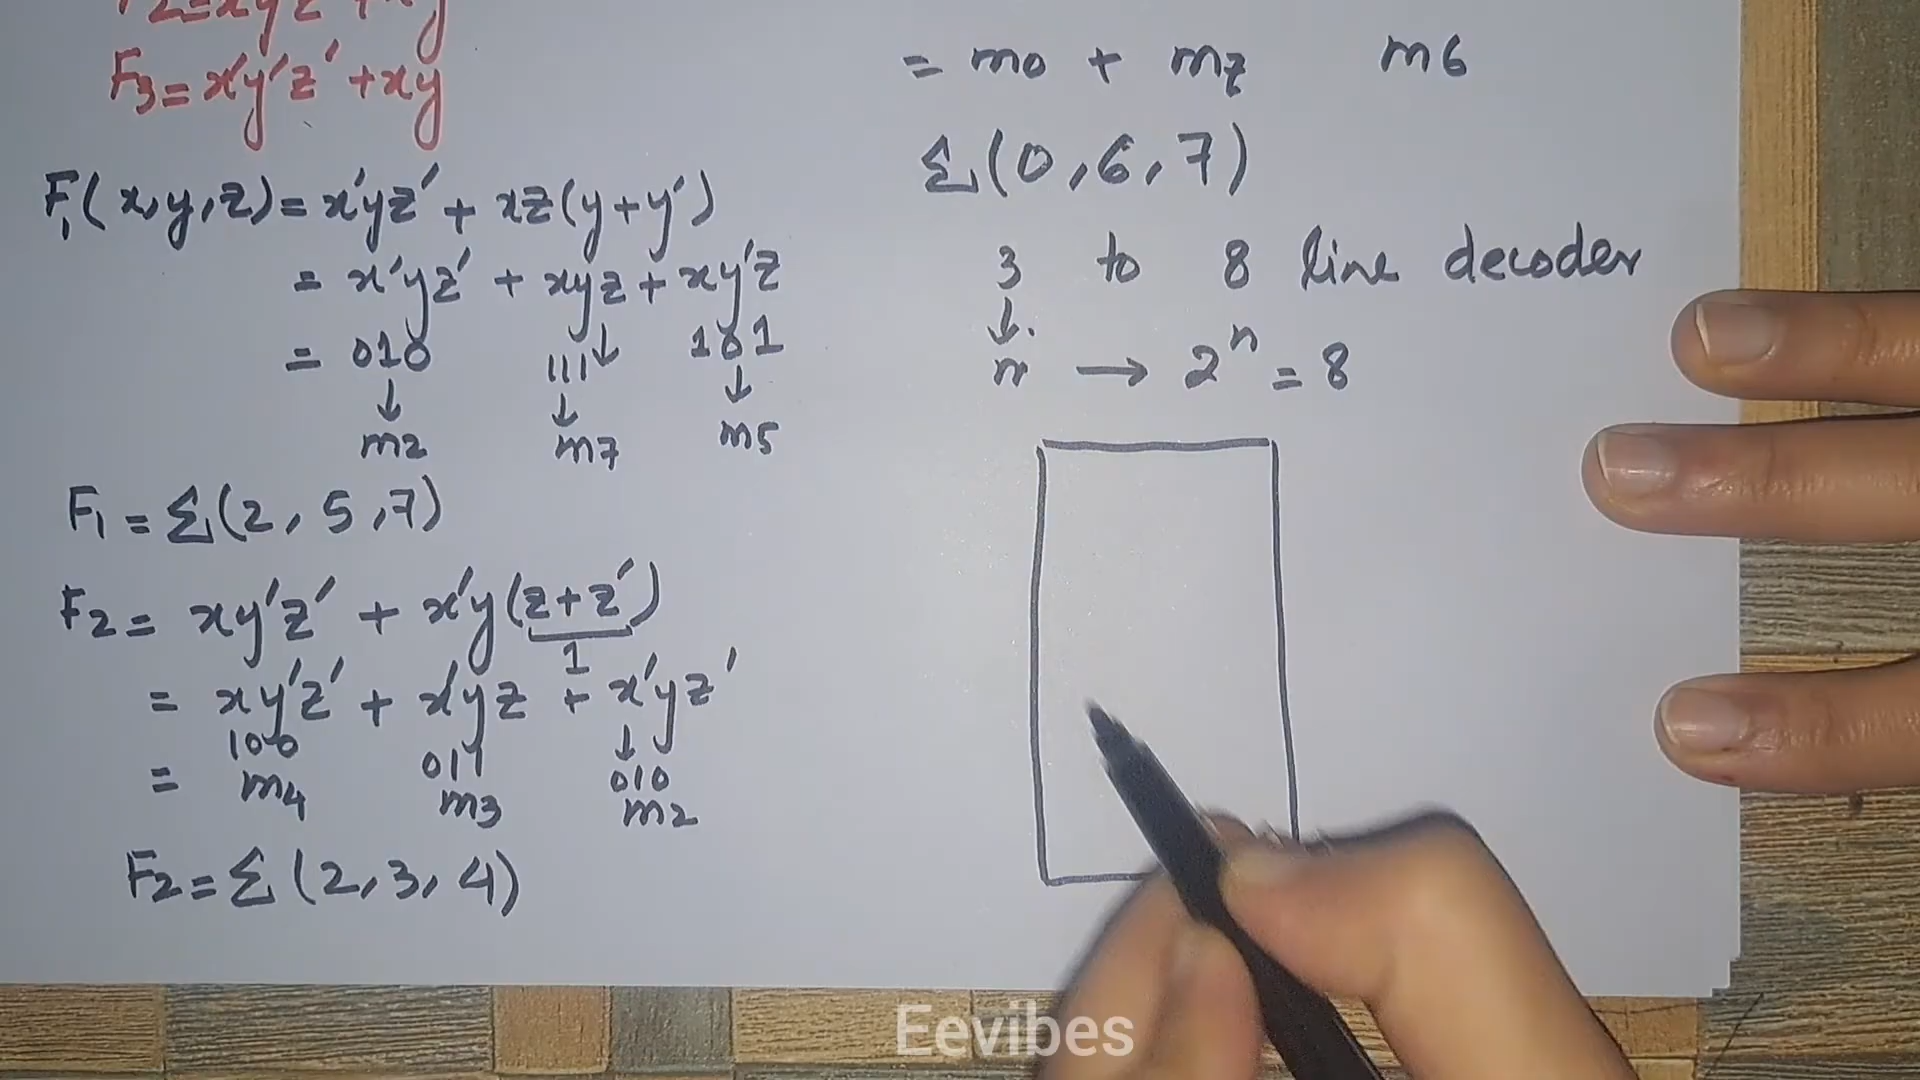 F3 = x'y'z' + xy
F1(x,y,z) = x'yz' + xz(y+y')
= x'yz' + xyz + xy'z
= 010 111 101
m2 m7 m5
F1 = Σ(2, 5, 7)
F2 = xy'z' + x'y(z+z')
1
= xy'z' + x'yz + x'yz'
100 011 010
= m4 m3 m2
F2 = Σ(2, 3, 4)
= m0 + m7 m6
Σ(0, 6, 7)
3 to 8 line decoder
n → 2^n = 8
Eevibes